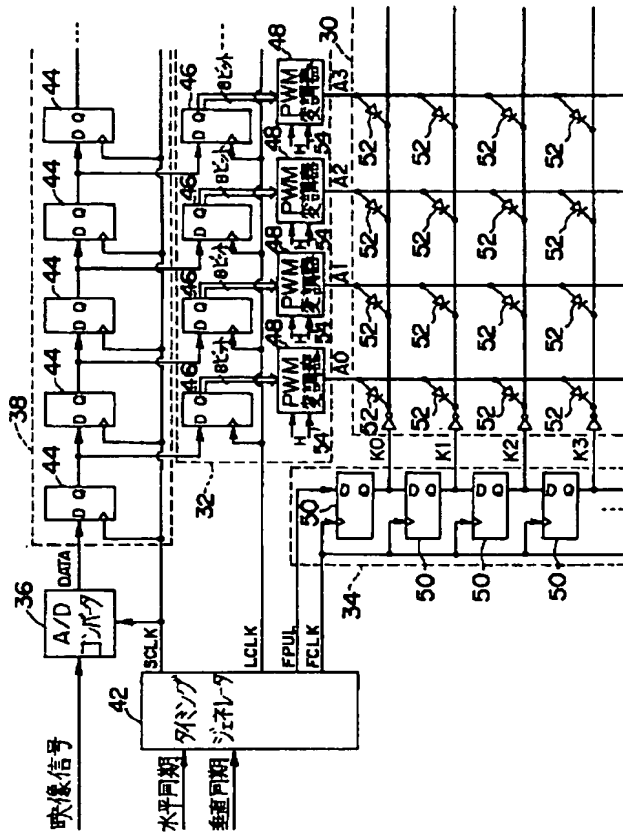 映像信号
36
A/D
コンバータ
DATA
38
44
D Q
44
D Q
44
D Q
44
D Q
44
D Q
42
水平同期
垂直同期
タイミング
ジェネレータ
SCLK
LCLK
FPUL
FCLK
32
46
D Q
8ビット
46
D Q
8ビット
46
D Q
8ビット
46
D Q
8ビット
48
PWM
変調器
H
54
48
PWM
変調器
H
54
48
PWM
変調器
H
54
48
PWM
変調器
H
54
A0
A1
A2
A3
30
34
50
D Q
50
D Q
50
D Q
50
D Q
K0
52
52
52
52
K1
52
52
52
52
K2
52
52
52
52
K3
52
52
52
52